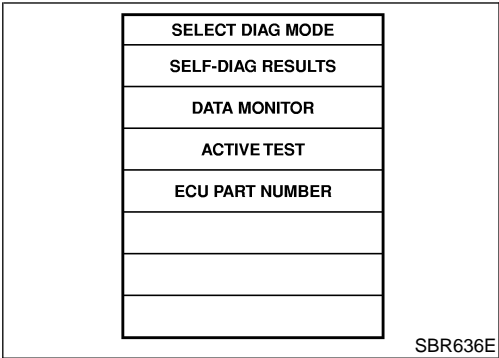 SELECT DIAG MODE
SELF-DIAG RESULTS
DATA MONITOR
ACTIVE TEST
ECU PART NUMBER
SBR636E